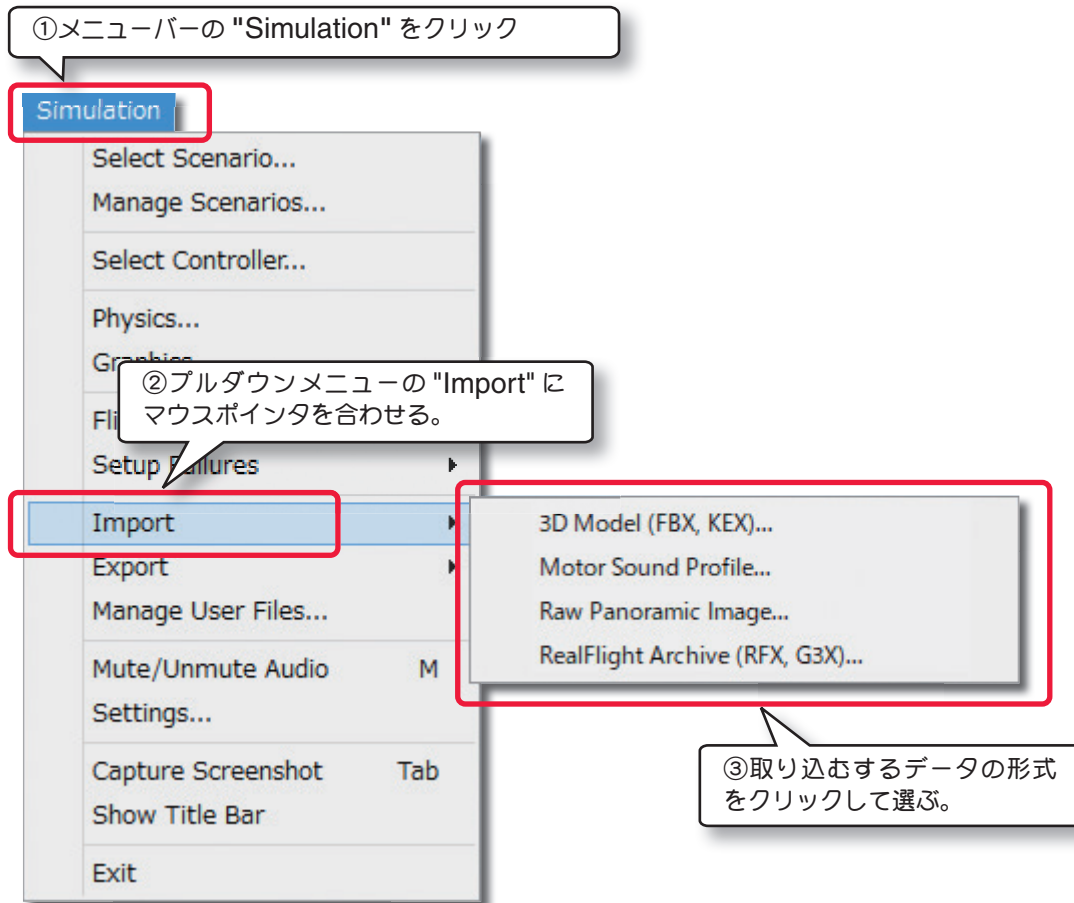 ①メニューバーの "Simulation" をクリック
Simulation
Select Scenario...
Manage Scenarios...
Select Controller...
Physics...
②プルダウンメニューの "Import" に
マウスポインタを合わせる。
Setup Failures
Import
Export
Manage User Files...
Mute/Unmute Audio M
Settings...
Capture Screenshot Tab
Show Title Bar
Exit
3D Model (FBX, KEX)...
Motor Sound Profile...
Raw Panoramic Image...
RealFlight Archive (RFX, G3X)...
③取り込むするデータの形式
をクリックして選ぶ。